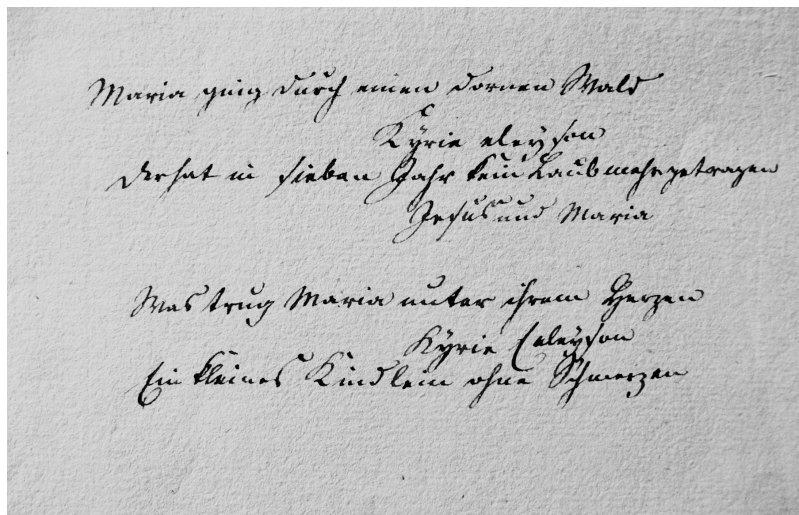 Maria ging durch einen dornen Wald
Kyrie eleyson
der hat in sieben Jahr kein Laub mehr getragen
Jesus und Maria
Was trug Maria unter ihrem Herzen
Kyrie Eeleyson
Ein kleines Kindlein ohne Schmerzen